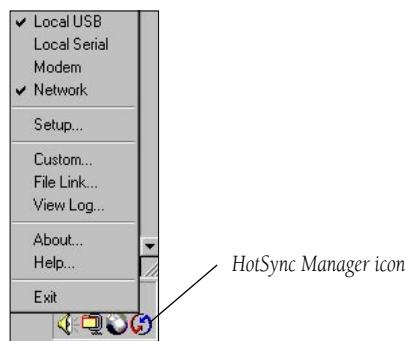 Local USB
Local Serial
Modem
Network
Setup...
Custom...
File Link...
View Log...
About...
Help...
Exit
HotSync Manager icon